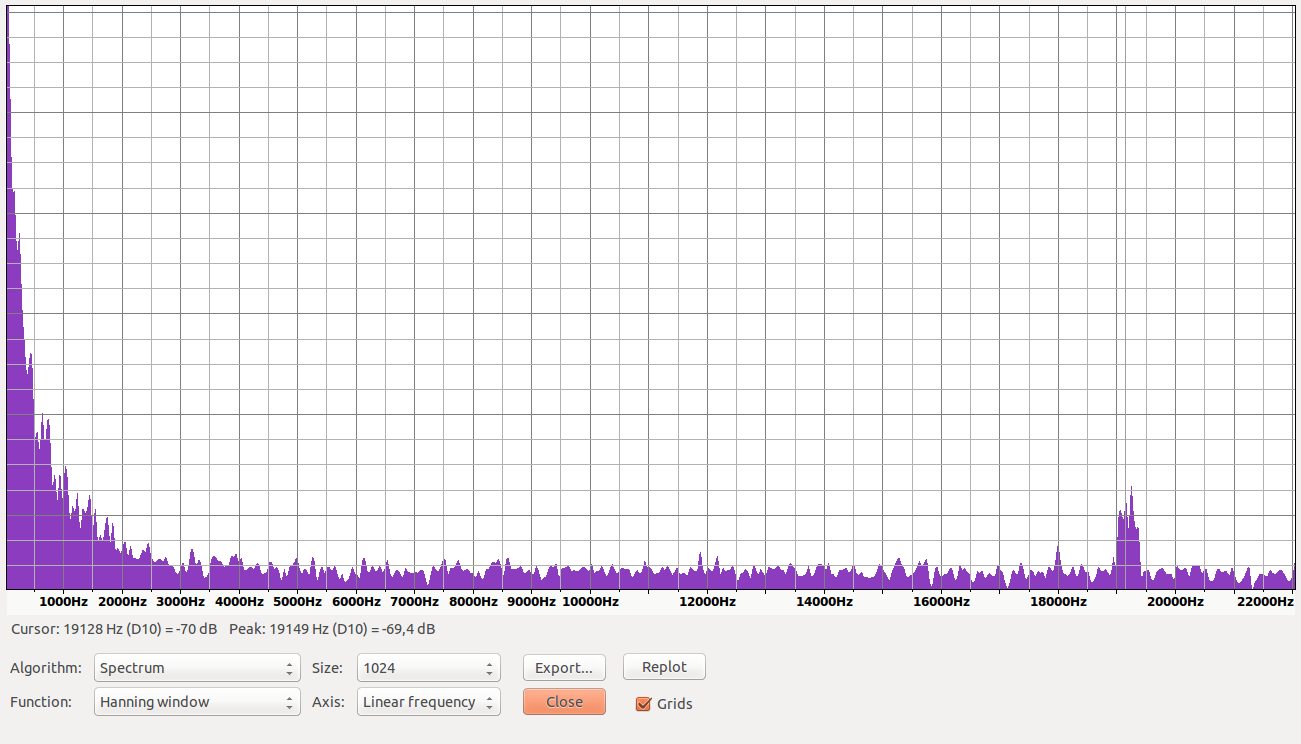 1000Hz 2000Hz 3000Hz 4000Hz 5000Hz 6000Hz 7000Hz 8000Hz 9000Hz 10000Hz 12000Hz 14000Hz 16000Hz 18000Hz 20000Hz 22000Hz
Cursor: 19128 Hz (D10) = -70 dB Peak: 19149 Hz (D10) = -69,4 dB
Algorithm: Spectrum Size: 1024 Export... Replot
Function: Hanning window Axis: Linear frequency Close Grids